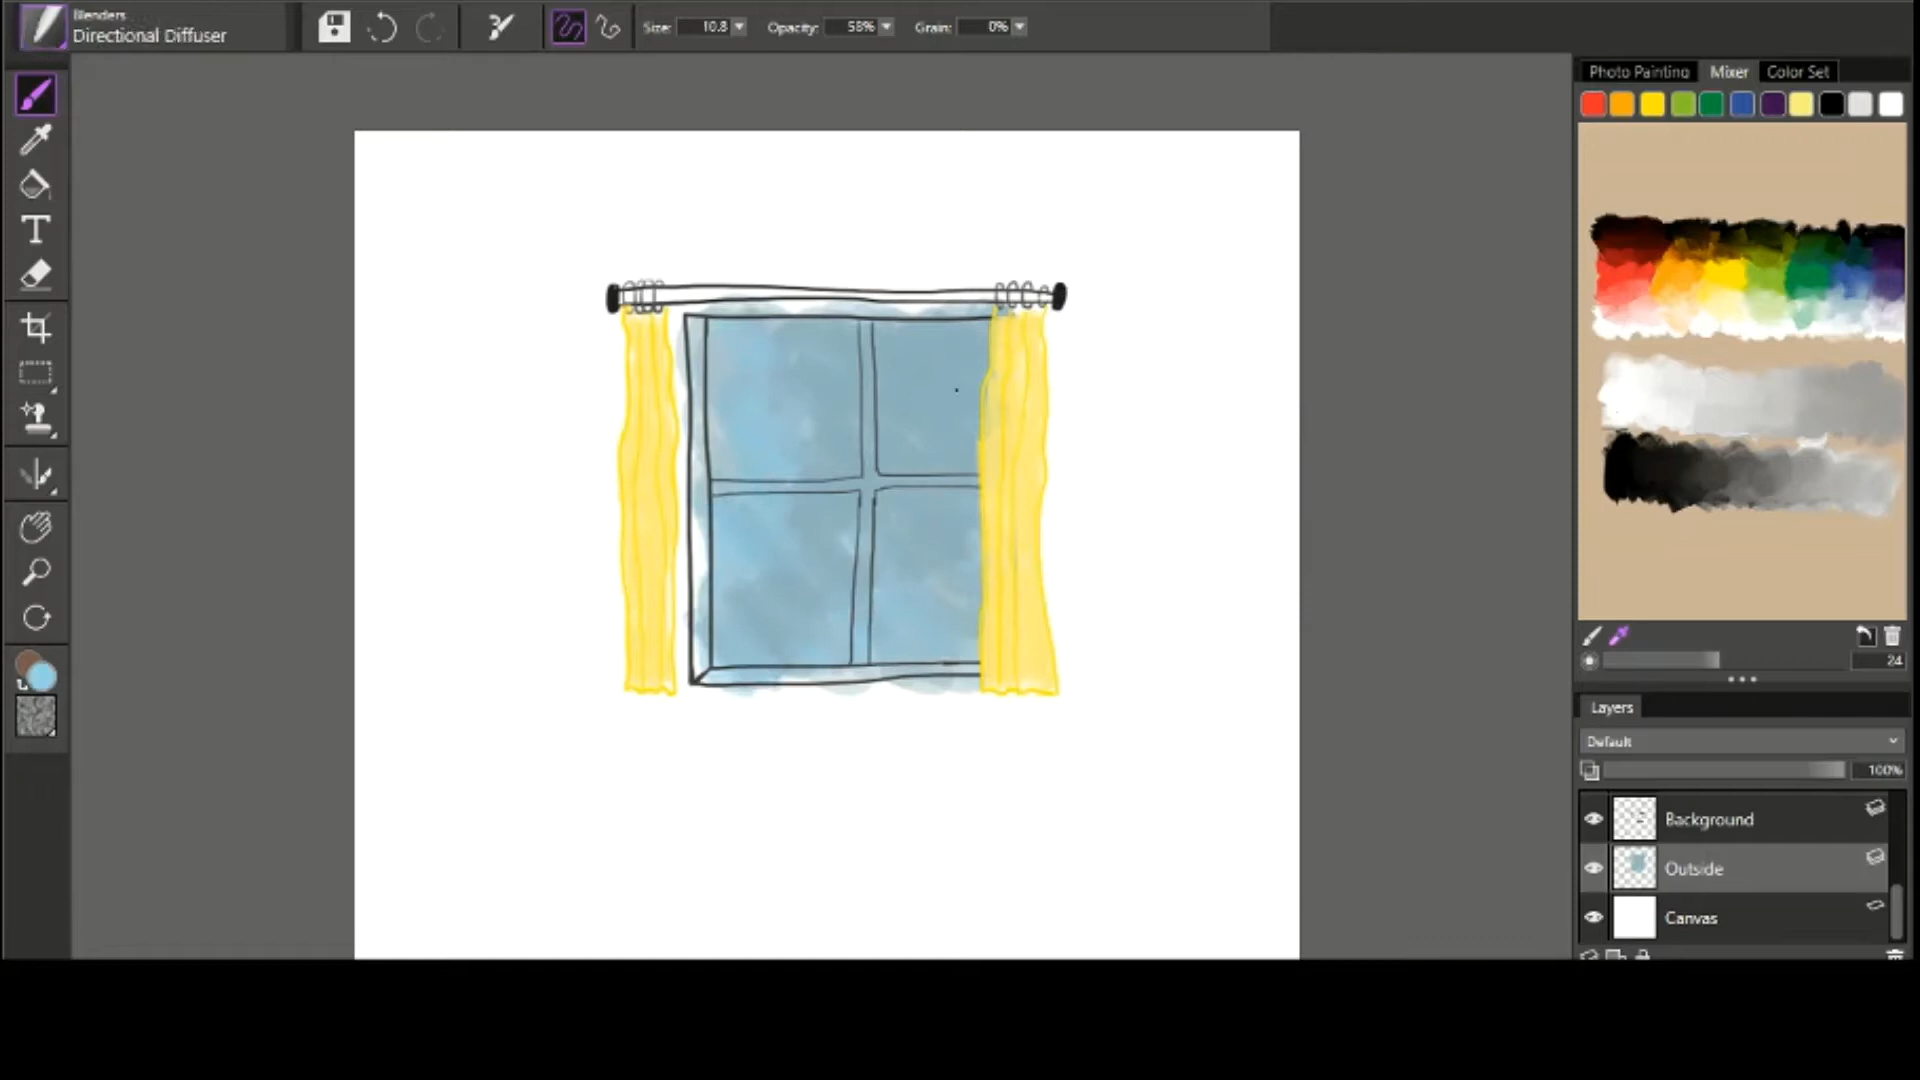 Blenders
Directional Diffuser
Size: 10.8
Opacity: 58%
Grain: 0%
Photo Painting Mixer Color Set
24
Layers
Default
100%
Background
Outside
Canvas